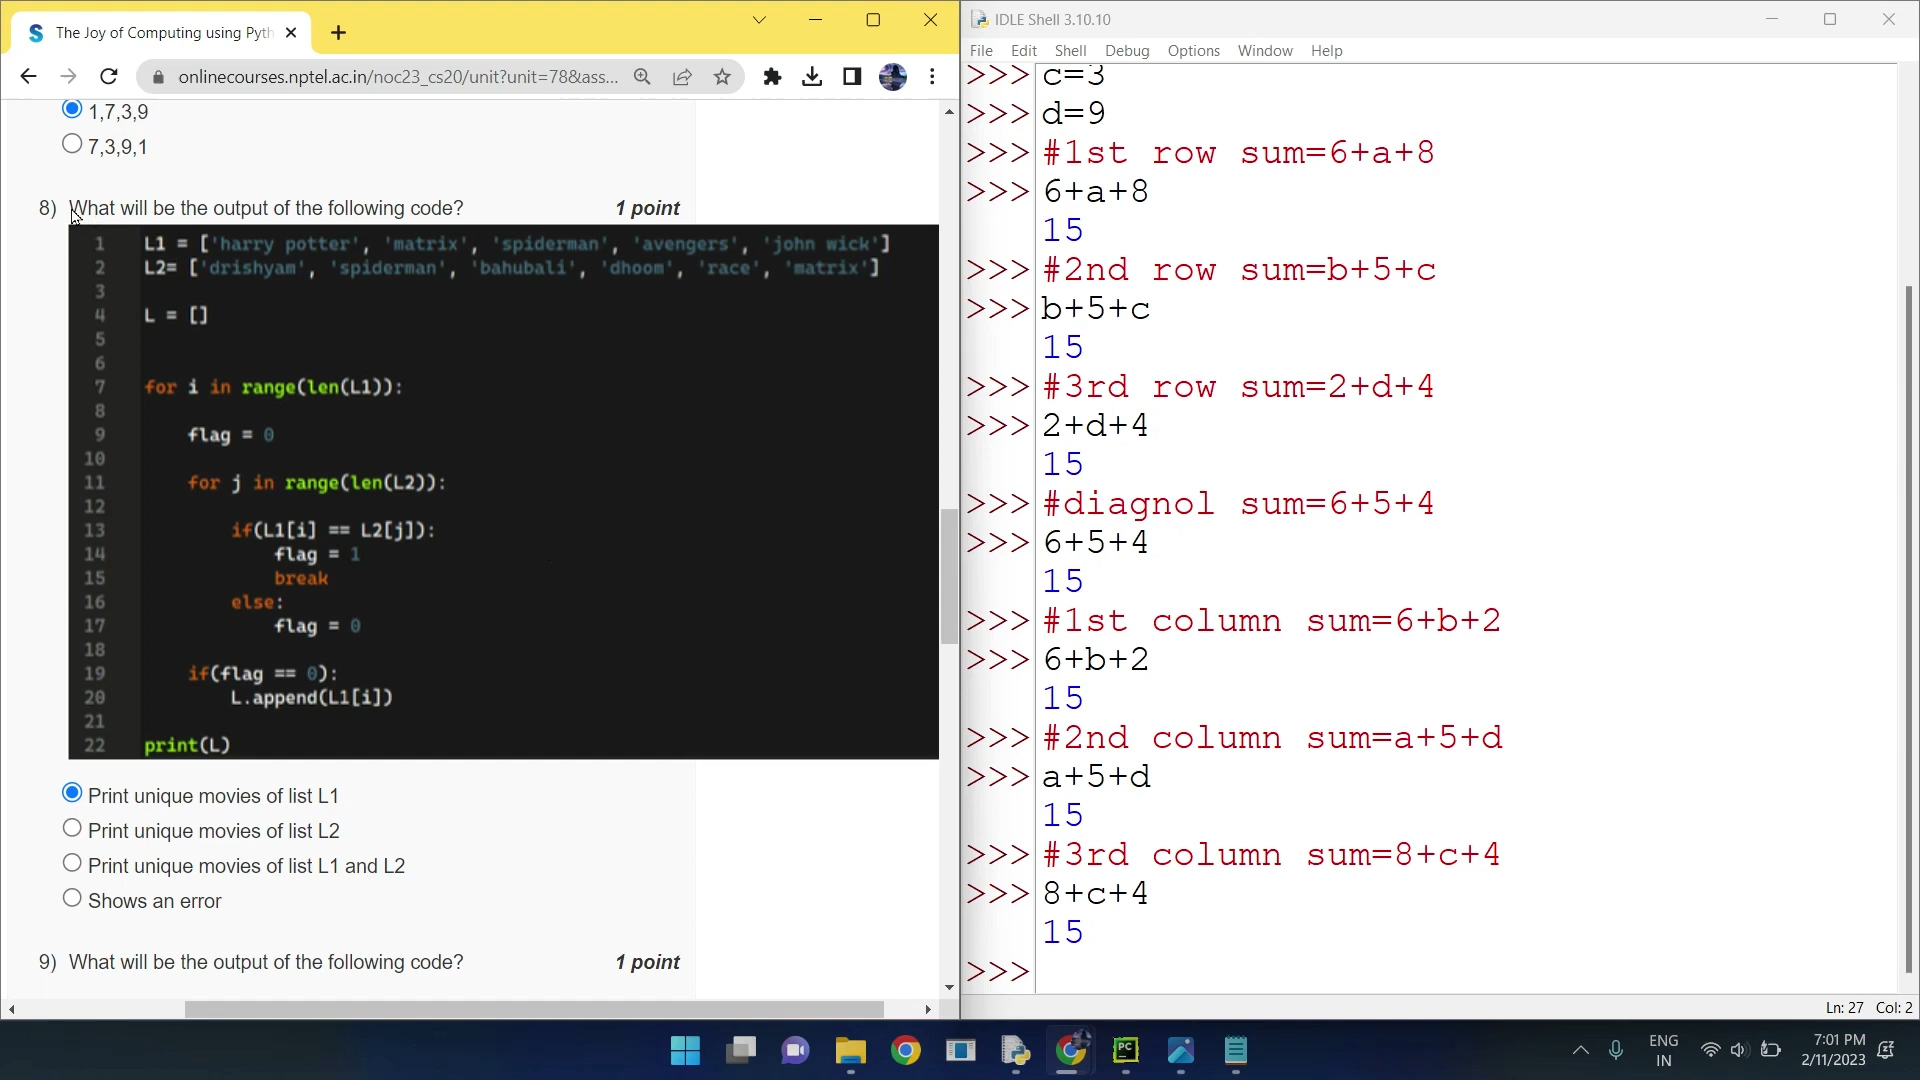 The Joy of Computing using Pyth
onlinecourses.nptel.ac.in/noc23_cs20/unit?unit=78&ass...
1,7,3,9
7,3,9,1
8) What will be the output of the following code? 1 point
1 L1 = ['harry potter', 'matrix', 'spiderman', 'avengers', 'john wick']
2 L2= ['drishyam', 'spiderman', 'bahubali', 'dhoom', 'race', 'matrix']
3
4 L = []
5
6
7 for i in range(len(L1)):
8
9 flag = 0
10
11 for j in range(len(L2)):
12
13 if(L1[i] == L2[j]):
14 flag = 1
15 break
16 else:
17 flag = 0
18
19 if(flag == 0):
20 L.append(L1[i])
21
22 print(L)
Print unique movies of list L1
Print unique movies of list L2
Print unique movies of list L1 and L2
Shows an error
9) What will be the output of the following code? 1 point
IDLE Shell 3.10.10
File Edit Shell Debug Options Window Help
>>> c=3
>>> d=9
>>> #1st row sum=6+a+8
>>> 6+a+8
15
>>> #2nd row sum=b+5+c
>>> b+5+c
15
>>> #3rd row sum=2+d+4
>>> 2+d+4
15
>>> #diagnol sum=6+5+4
>>> 6+5+4
15
>>> #1st column sum=6+b+2
>>> 6+b+2
15
>>> #2nd column sum=a+5+d
>>> a+5+d
15
>>> #3rd column sum=8+c+4
>>> 8+c+4
15
>>>
Ln: 27 Col: 2
PC
ENG
IN
7:01 PM
2/11/2023